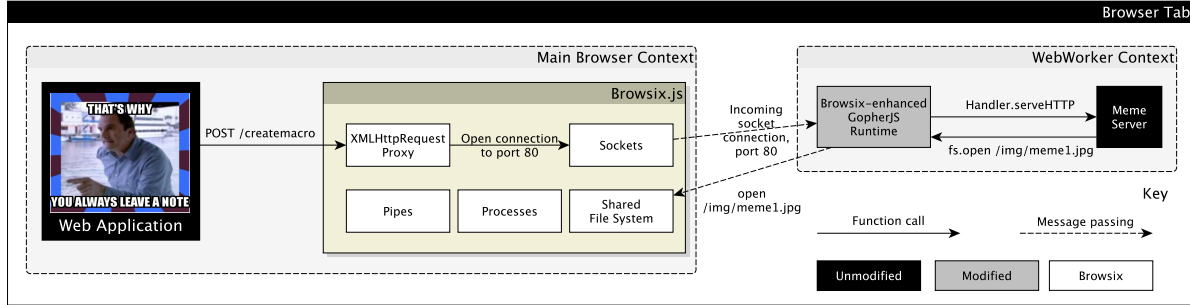 Browser Tab
Main Browser Context
THAT'S WHY
YOU ALWAYS LEAVE A NOTE
Web Application
POST /createmacro
Browsix.js
XMLHttpRequest
Proxy
Open connection
to port 80
Sockets
Pipes
Processes
Shared
File System
Incoming
socket
connection,
port 80
open
/img/meme1.jpg
WebWorker Context
Browsix-enhanced
GopherJS
Runtime
Handler.serveHTTP
fs.open /img/meme1.jpg
Meme
Server
Key
Function call
Message passing
Unmodified
Modified
Browsix